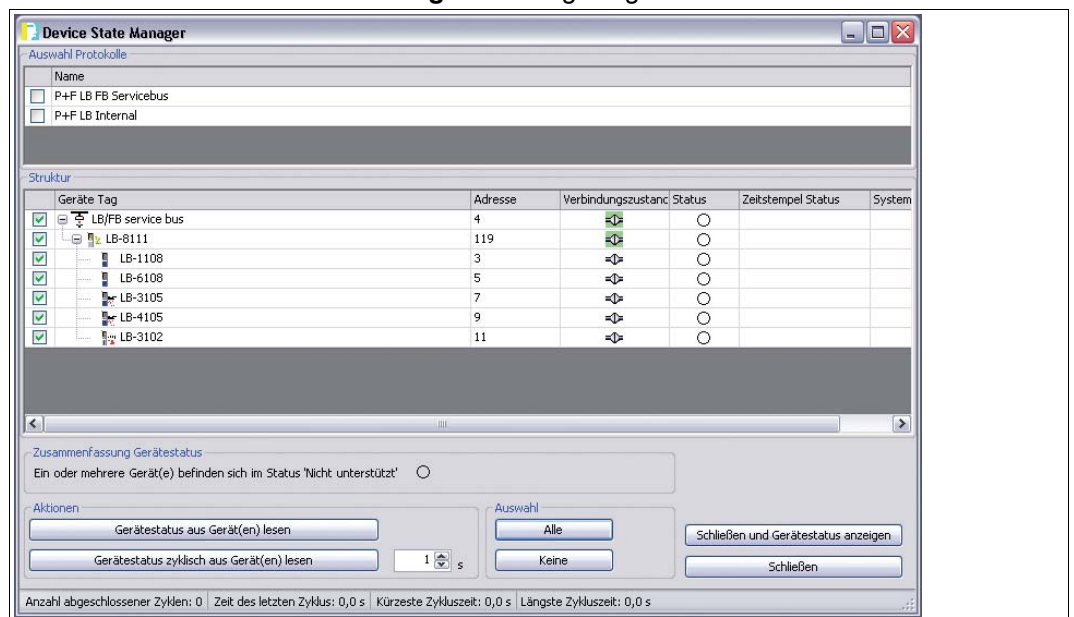 Device State Manager
Auswahl Protokolle
Name
P+F LB FB Servicebus
P+F LB Internal
Struktur
Geräte Tag Adresse Verbindungszustanc Status Zeitstempel Status System
LB/FB service bus 4
LB-8111 119
LB-1108 3
LB-6108 5
LB-3105 7
LB-4105 9
LB-3102 11
Zusammenfassung Gerätestatus
Ein oder mehrere Gerät(e) befinden sich im Status 'Nicht unterstützt'
Aktionen
Auswahl
Gerätestatus aus Gerät(en) lesen
Alle
Schließen und Gerätestatus anzeigen
Gerätestatus zyklisch aus Gerät(en) lesen 1 s
Keine
Schließen
Anzahl abgeschlossener Zyklen: 0 Zeit des letzten Zyklus: 0,0 s Kürzeste Zykluszeit: 0,0 s Längste Zykluszeit: 0,0 s